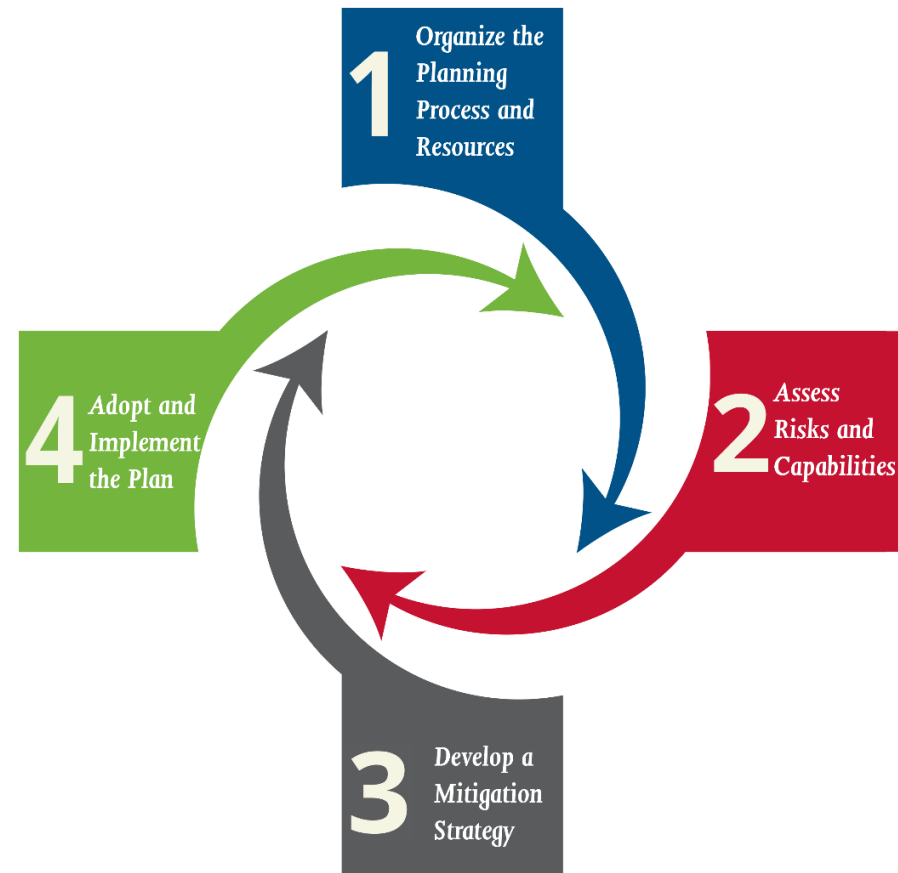 1
Organize the
Planning
Process and
Resources
2
Assess
Risks and
Capabilities
3
Develop a
Mitigation
Strategy
4
Adopt and
Implement
the Plan